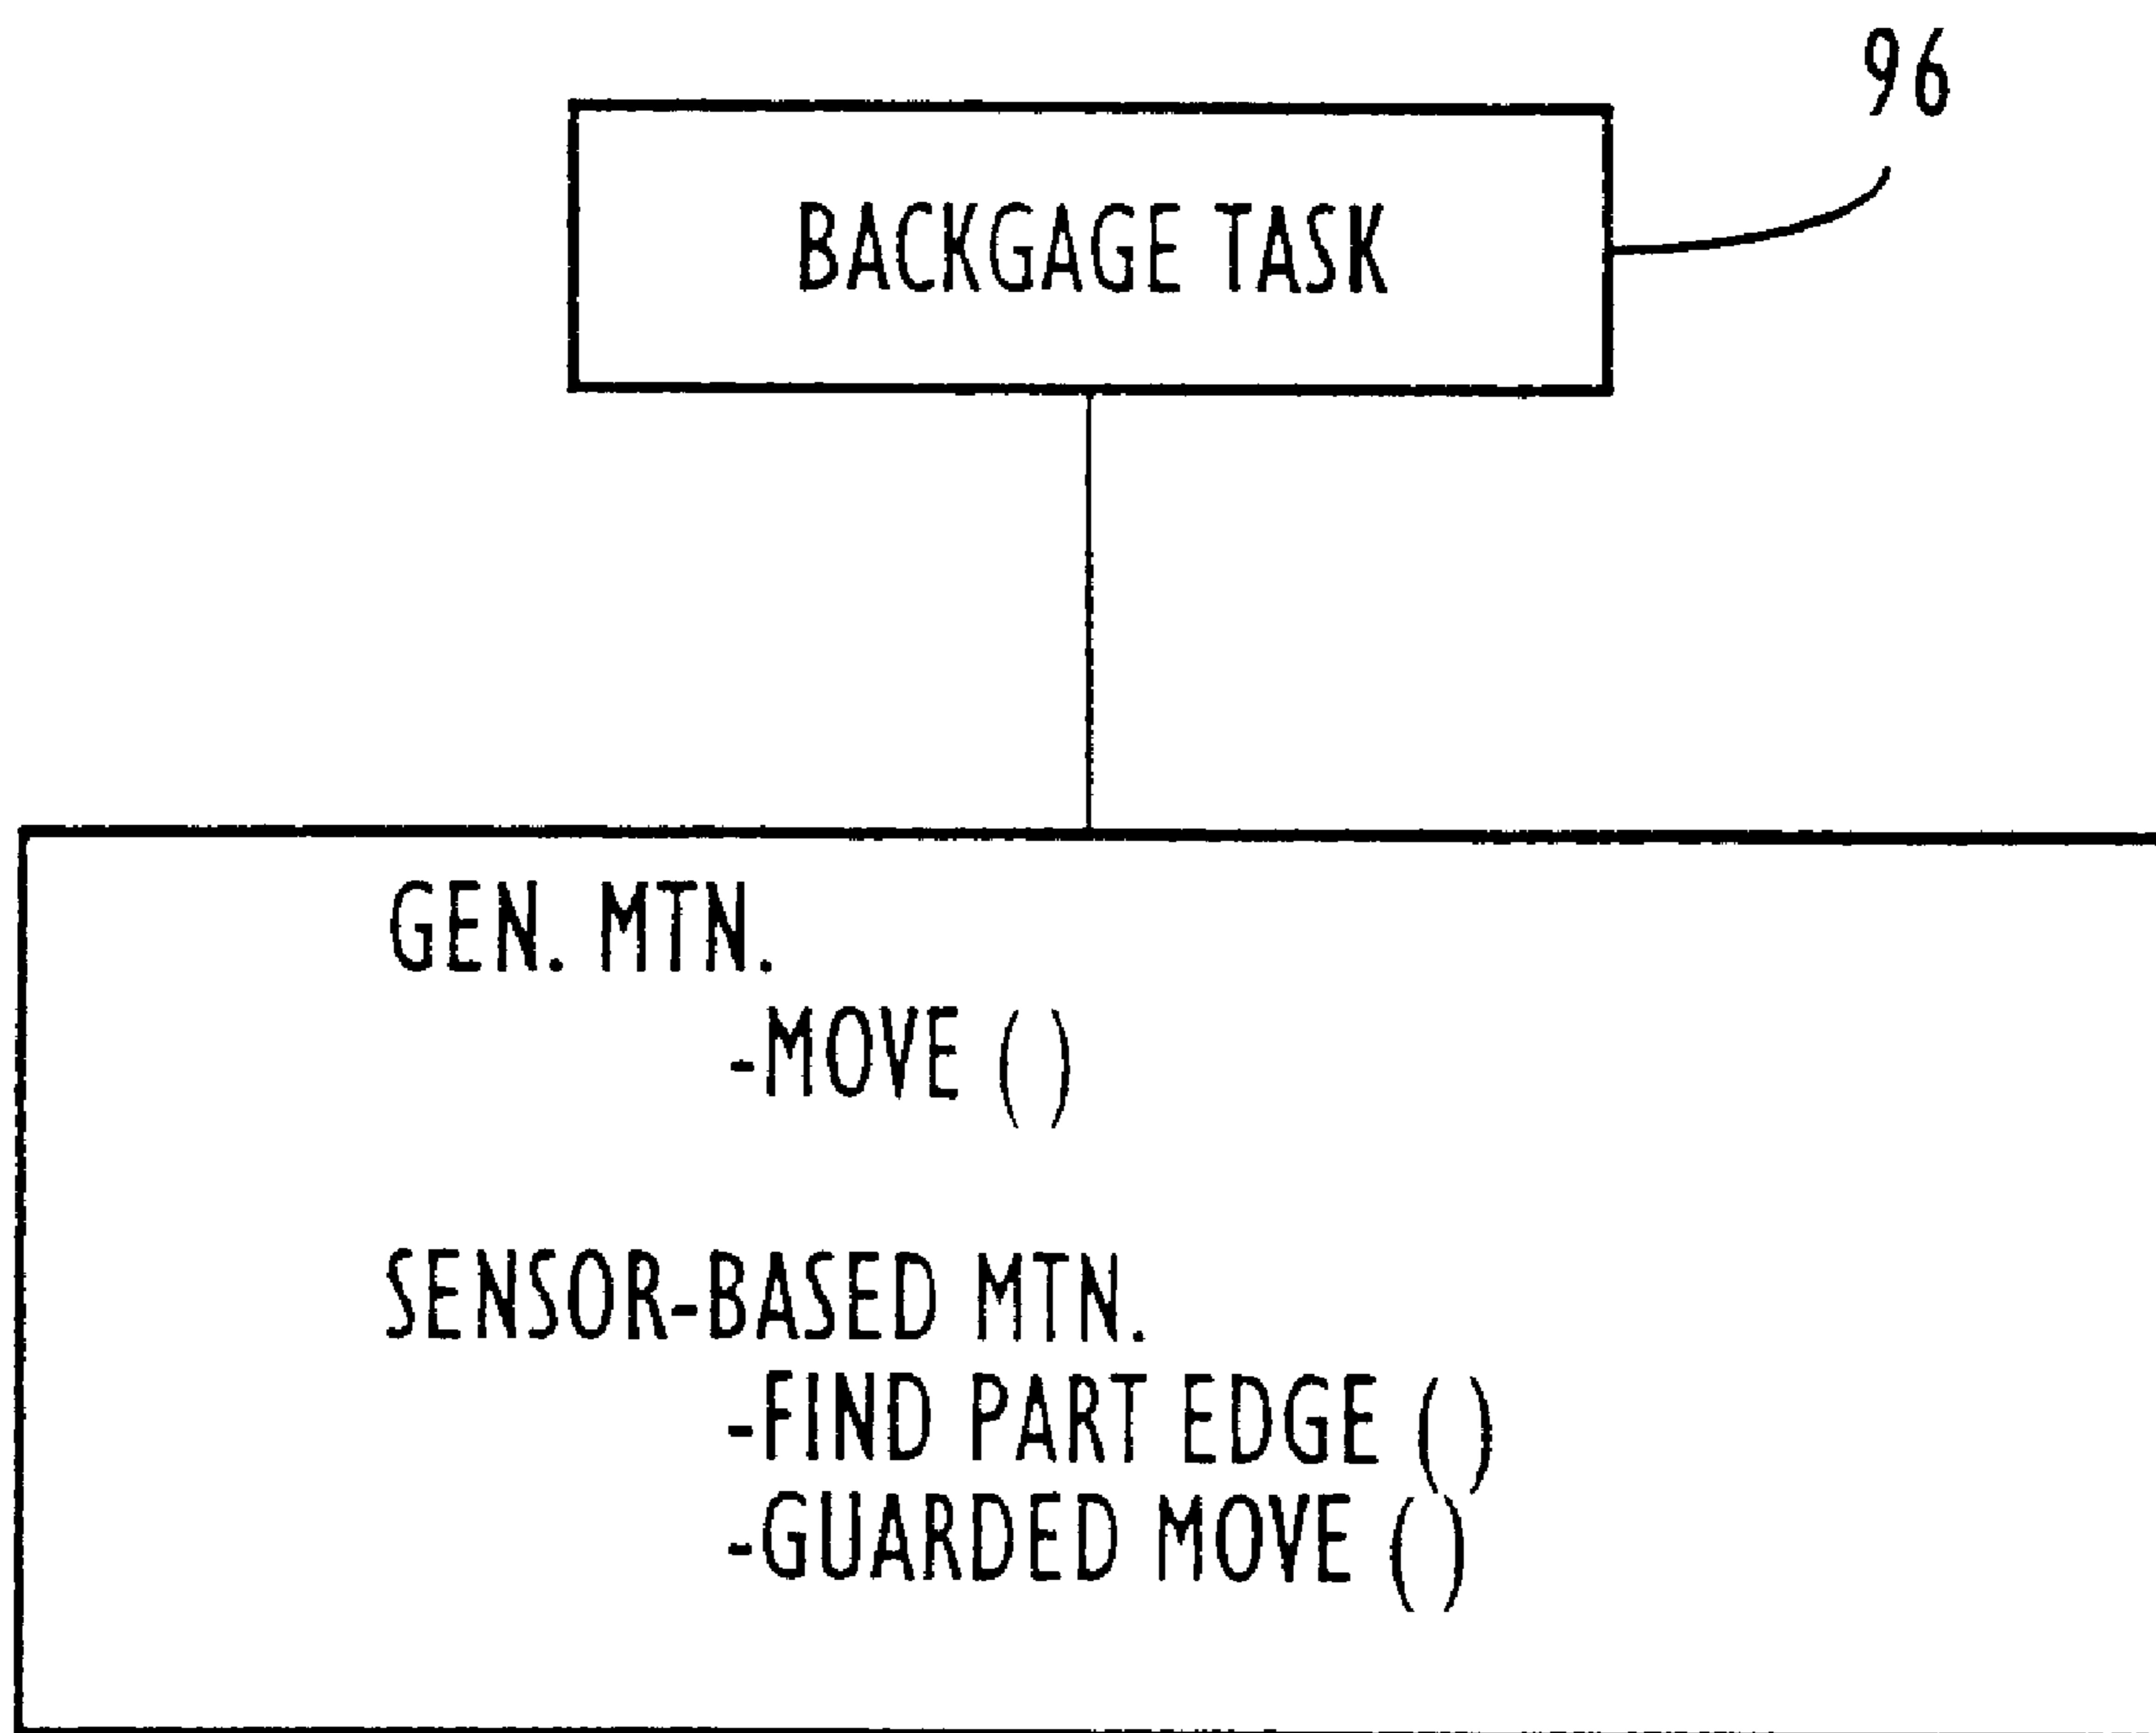 96
BACKGAGE TASK
GEN. MTN.
-MOVE ( )
SENSOR-BASED MTN.
-FIND PART EDGE ( )
-GUARDED MOVE ( )